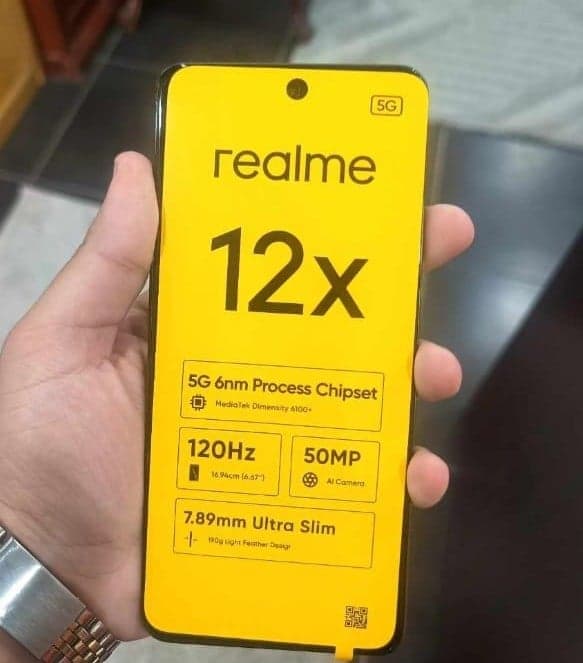 5G
realme
12x
5G 6nm Process Chipset
MediaTek Dimensity 6100+
120Hz
16.94cm (6.67")
50MP
AI Camera
7.89mm Ultra Slim
190g Light Feather Design